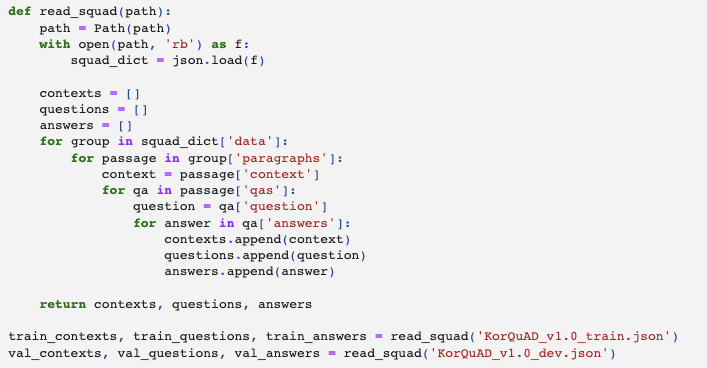 def read_squad(path):
    path = Path(path)
    with open(path, 'rb') as f:
        squad_dict = json.load(f)

    contexts = []
    questions = []
    answers = []
    for group in squad_dict['data']:
        for passage in group['paragraphs']:
            context = passage['context']
            for qa in passage['qas']:
                question = qa['question']
                for answer in qa['answers']:
                    contexts.append(context)
                    questions.append(question)
                    answers.append(answer)

    return contexts, questions, answers

train_contexts, train_questions, train_answers = read_squad('KorQuAD_v1.0_train.json')
val_contexts, val_questions, val_answers = read_squad('KorQuAD_v1.0_dev.json')